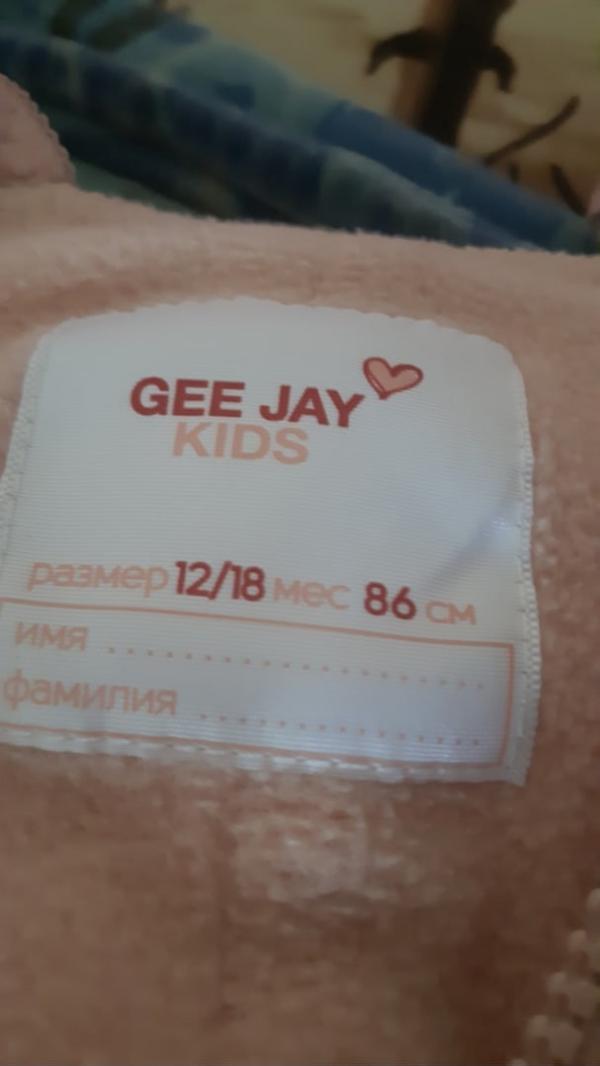 GEE JAY
KIDS
размер 12/18 мес 86 см
имя ..............................
фамилия ........................